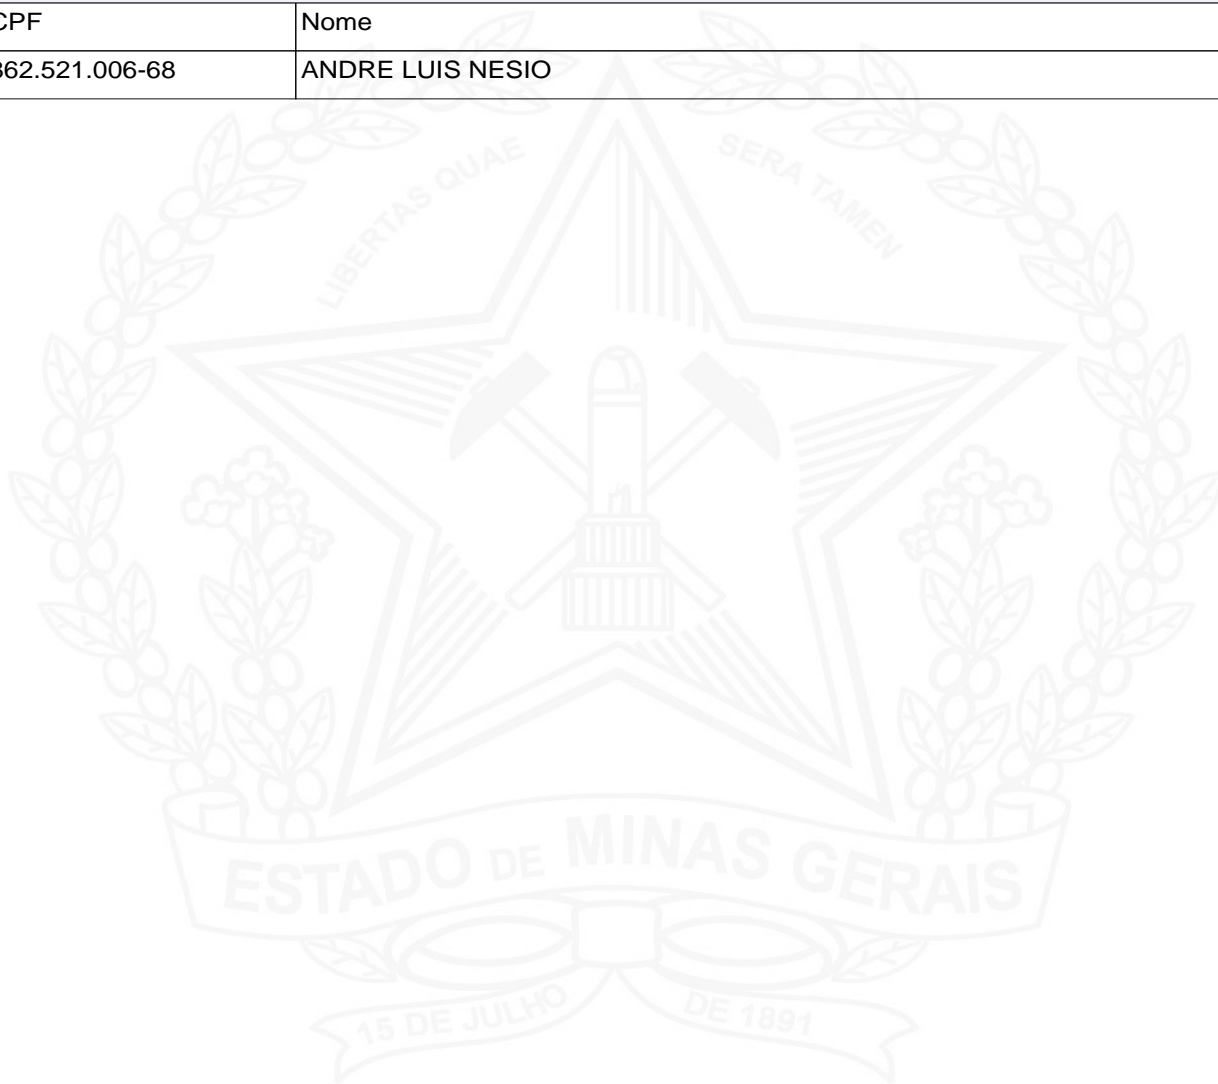 CPF Nome
862.521.006-68 ANDRE LUIS NESIO
LIBERTAS QUAE SERA TAMEN
ESTADO DE MINAS GERAIS
15 DE JULHO DE 1891